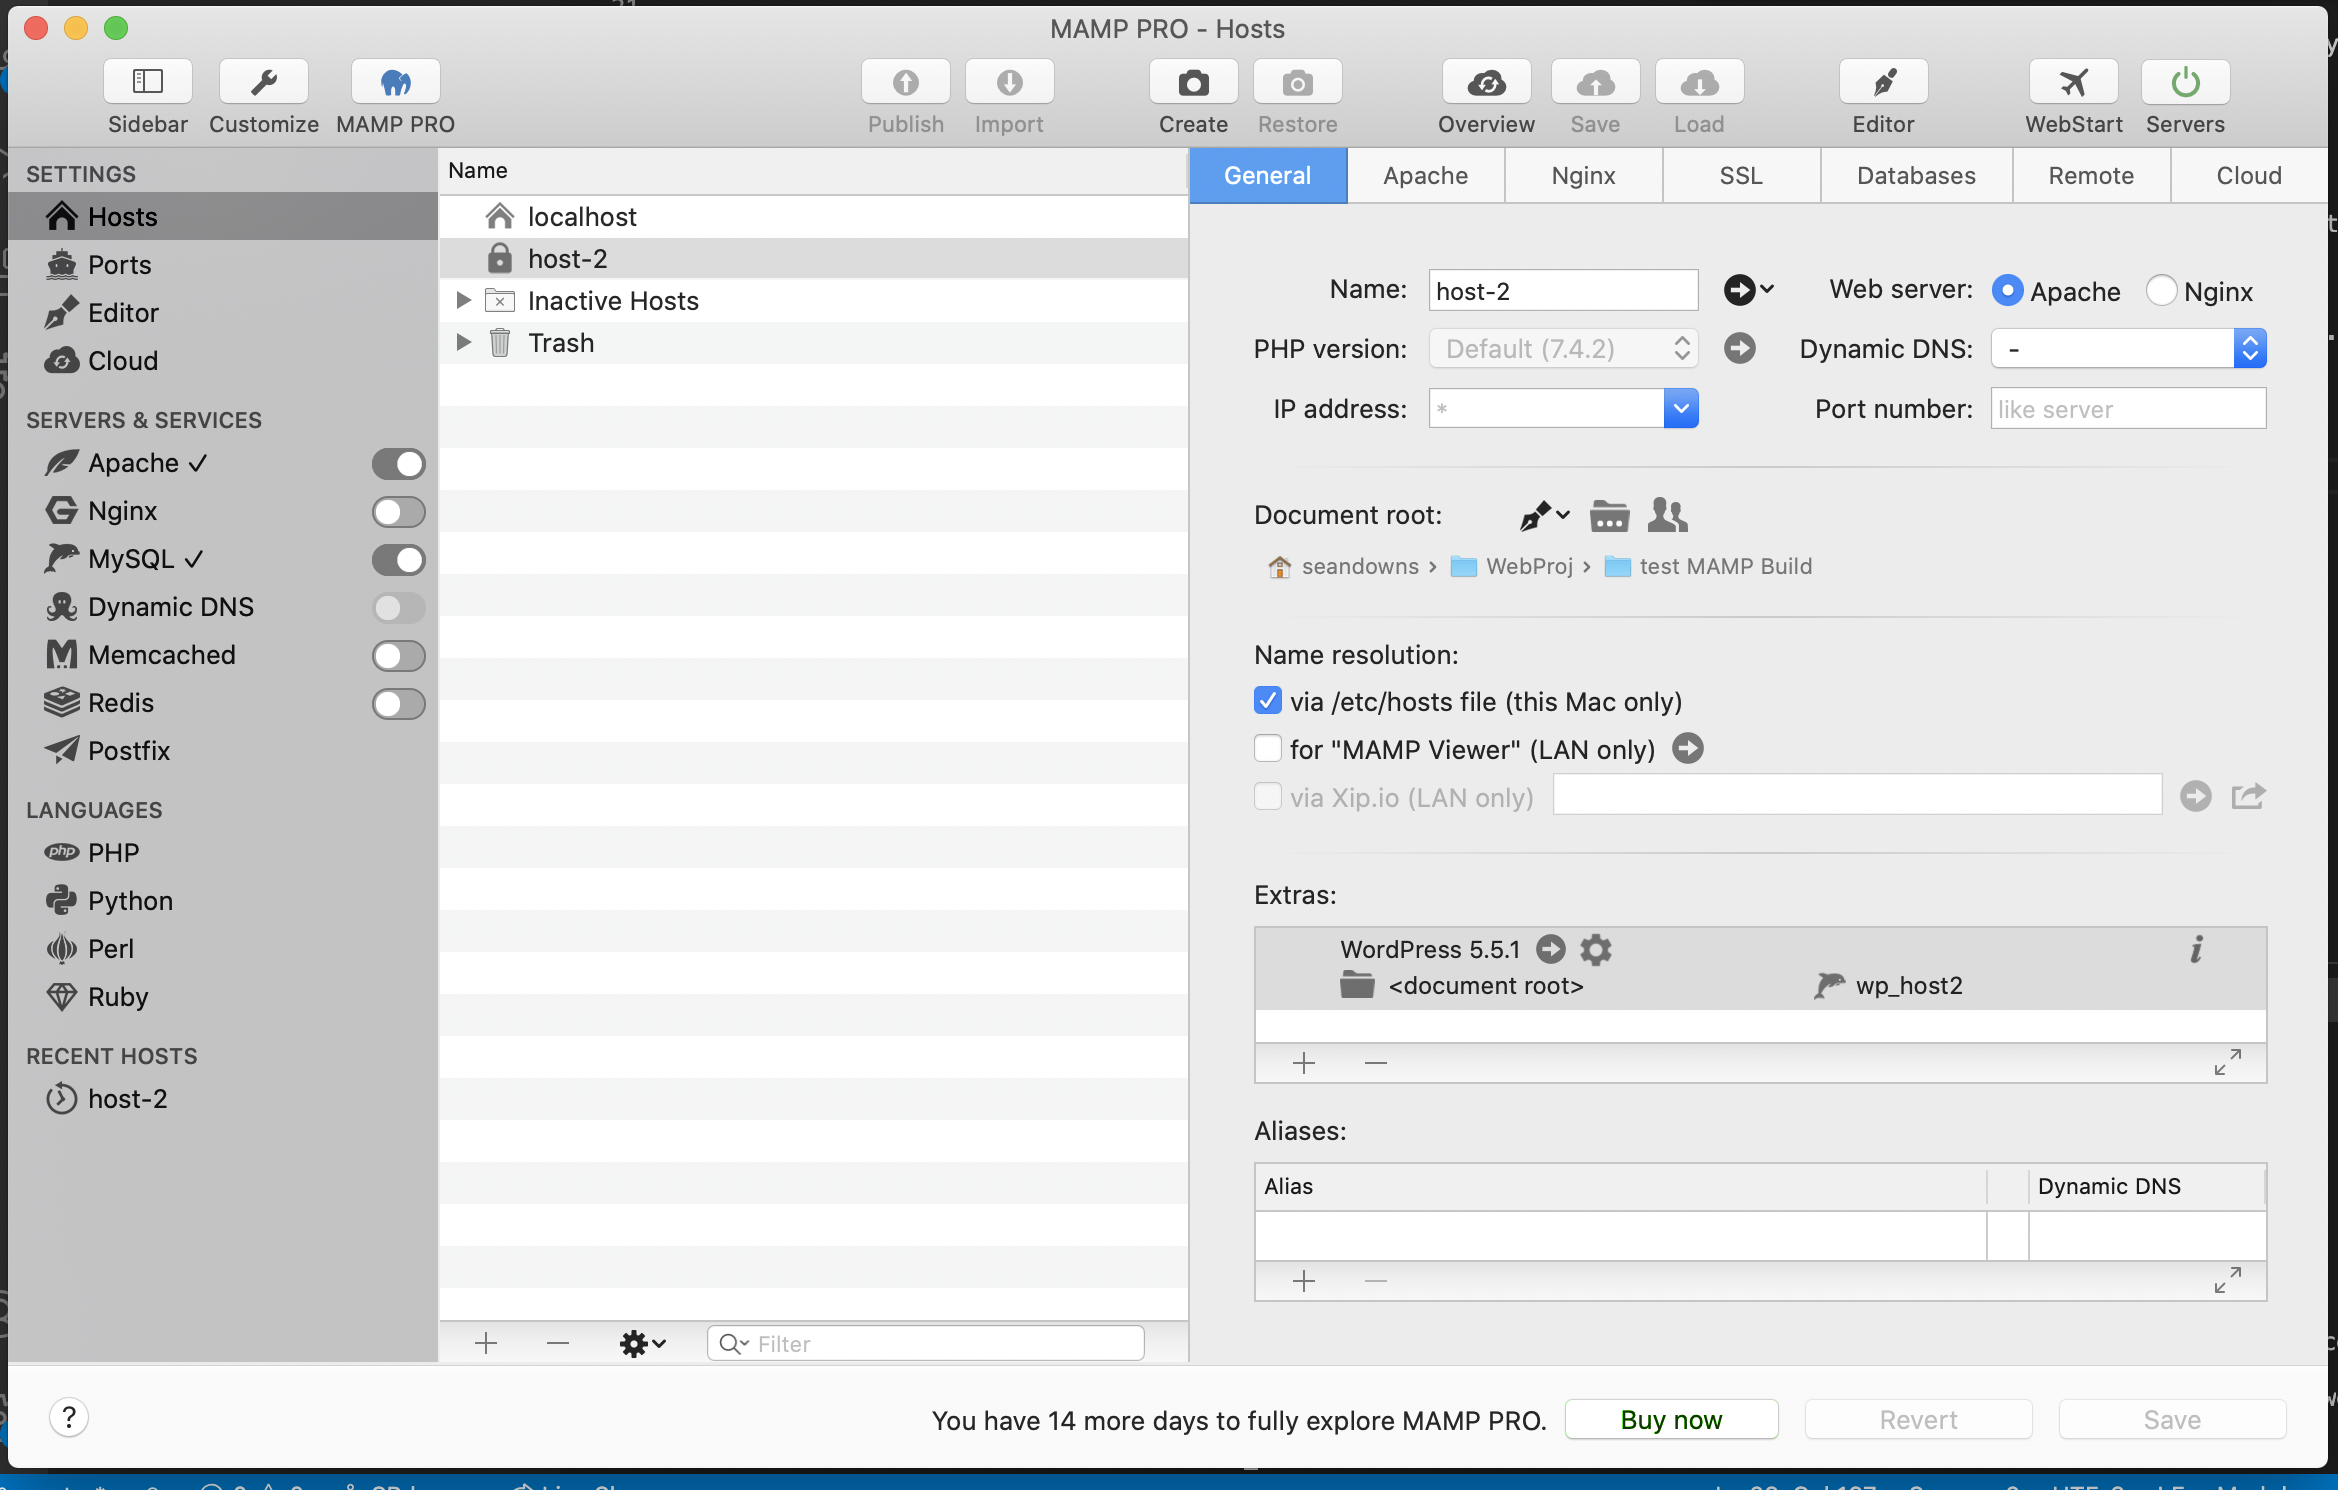 MAMP PRO - Hosts
Sidebar Customize MAMP PRO Publish Import Create Restore Overview Save Load Editor WebStart Servers
SETTINGS
Hosts
Ports
Editor
Cloud
SERVERS & SERVICES
Apache ✓
Nginx
MySQL ✓
Dynamic DNS
Memcached
Redis
Postfix
LANGUAGES
php PHP
Python
Perl
Ruby
RECENT HOSTS
host-2
Name
localhost
host-2
Inactive Hosts
Trash
Filter
General Apache Nginx SSL Databases Remote Cloud
Name: host-2 Web server: Apache Nginx
PHP version: Default (7.4.2) Dynamic DNS: -
IP address: * Port number: like server
Document root:
seandowns › WebProj › test MAMP Build
Name resolution:
via /etc/hosts file (this Mac only)
for "MAMP Viewer" (LAN only)
via Xip.io (LAN only)
Extras:
WordPress 5.5.1
<document root> wp_host2
Aliases:
Alias Dynamic DNS
? You have 14 more days to fully explore MAMP PRO. Buy now Revert Save